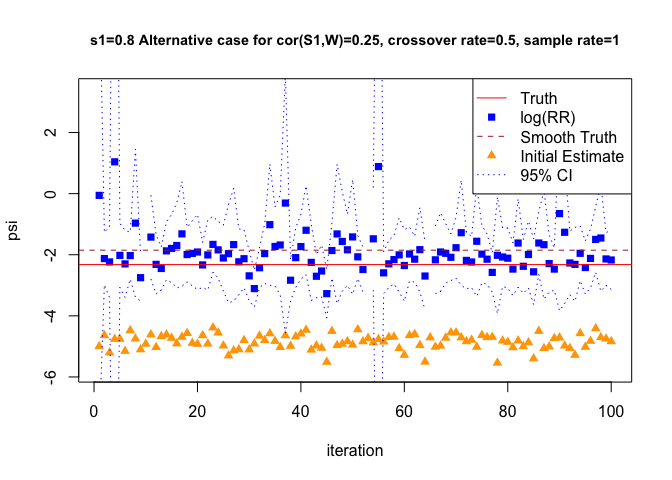 s1=0.8 Alternative case for cor(S1,W)=0.25, crossover rate=0.5, sample rate=1
Truth
log(RR)
Smooth Truth
Initial Estimate
95% CI
psi
2
0
-2
-4
-6
0 20 40 60 80 100
iteration